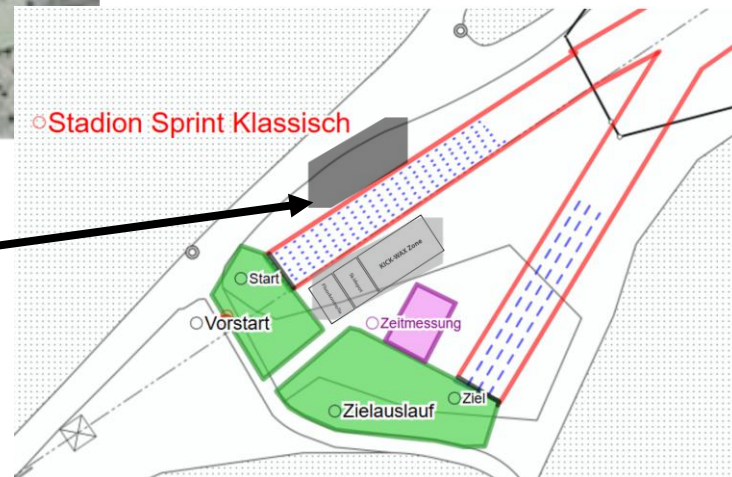 Stadion Sprint Klassisch
KICK-WAX Zone
Start
Vorstart
Zeitmessung
Ziel
Zielauslauf